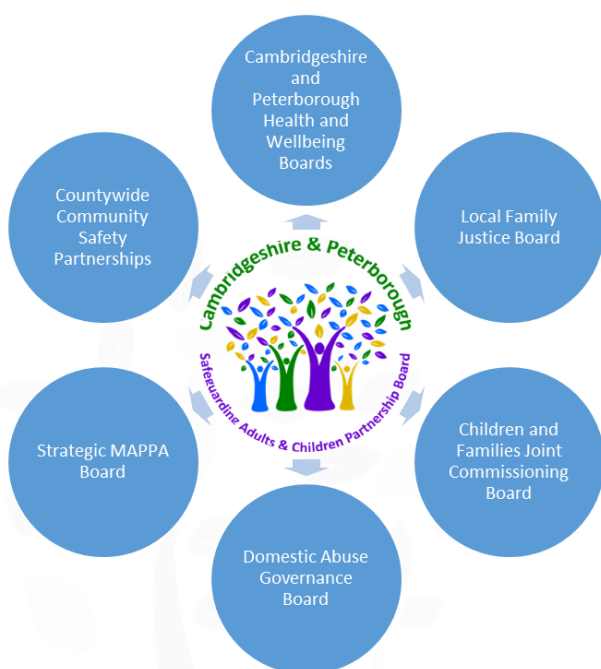 Cambridgeshire
and
Peterborough
Health and
Wellbeing
Boards
Countywide
Community
Safety
Partnerships
Local Family
Justice Board
Cambridgeshire & Peterborough
Safeguarding Adults & Children Partnership Board
Strategic MAPPA
Board
Children and
Families Joint
Commissioning
Board
Domestic Abuse
Governance
Board